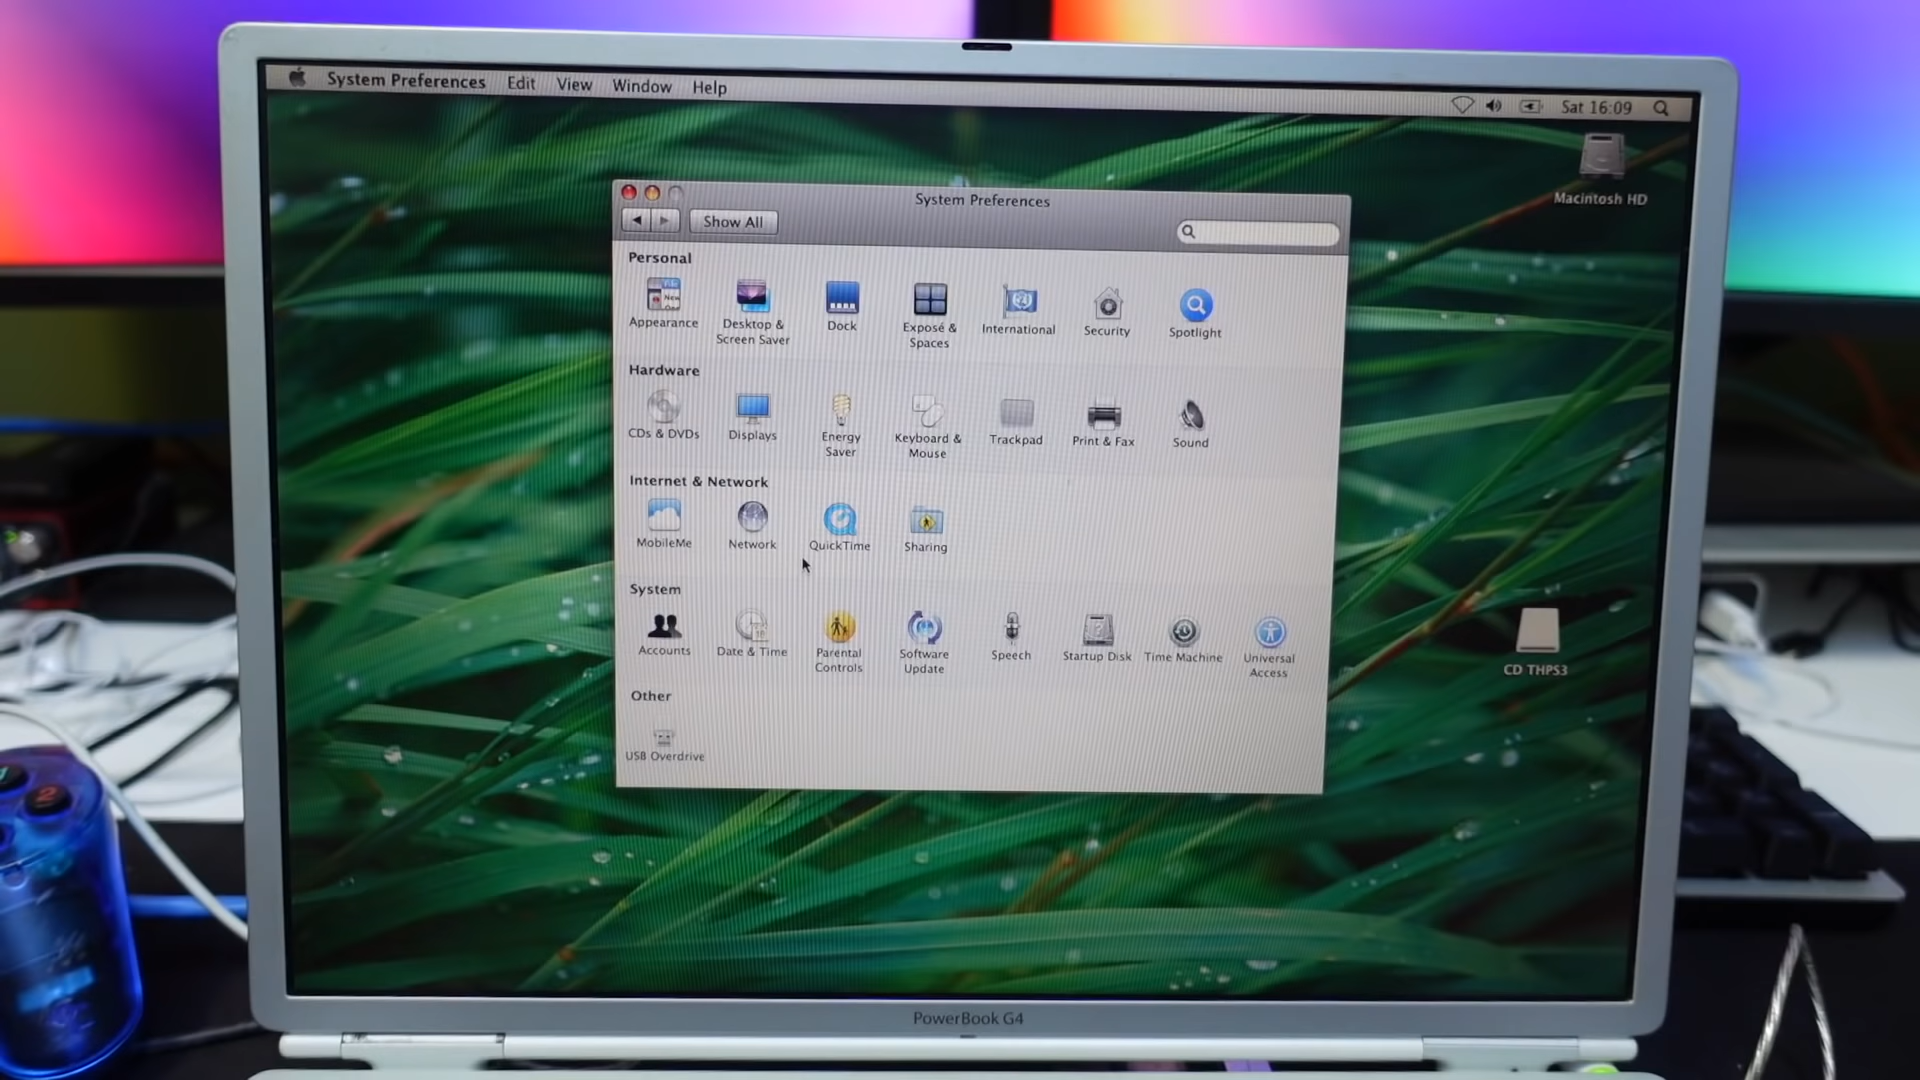 System Preferences Edit View Window Help
Sat 16:09
Macintosh HD
System Preferences
Show All
Personal
Appearance
Desktop &
Screen Saver
Dock
Exposé &
Spaces
International
Security
Spotlight
Hardware
CDs & DVDs
Displays
Energy
Saver
Keyboard &
Mouse
Trackpad
Print & Fax
Sound
Internet & Network
MobileMe
Network
QuickTime
Sharing
System
Accounts
Date & Time
Parental
Controls
Software
Update
Speech
Startup Disk
Time Machine
Universal
Access
Other
USB Overdrive
CD THPS3
2
PowerBook G4